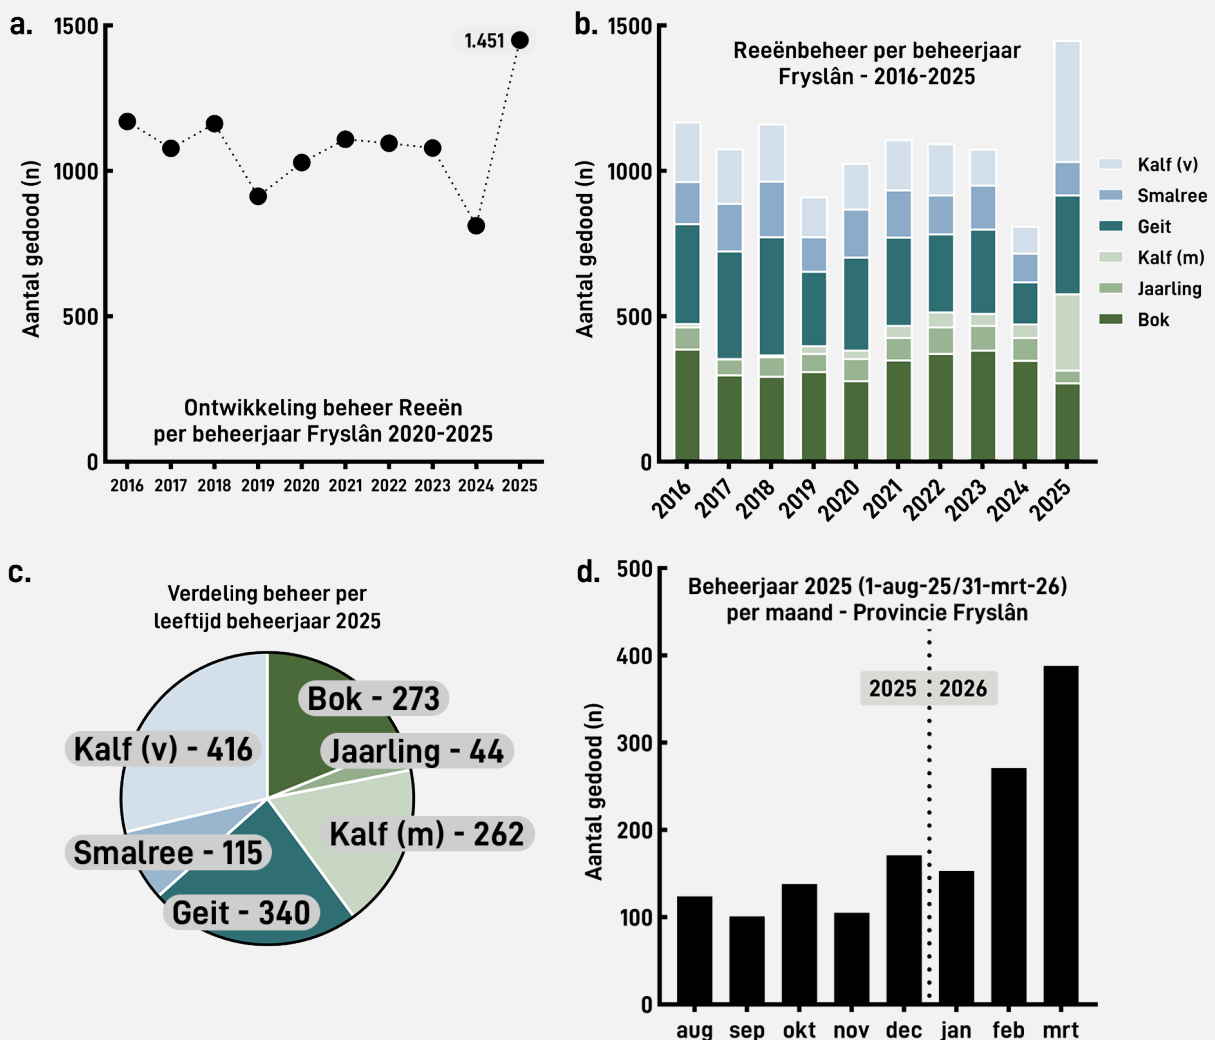 a.
1500
1000
500
0
Aantal gedood (n)
1.451
Ontwikkeling beheer Reeën
per beheerjaar Fryslân 2020-2025
2016 2017 2018 2019 2020 2021 2022 2023 2024 2025
b.
1500
1000
500
0
Aantal gedood (n)
Reeënbeheer per beheerjaar
Fryslân - 2016-2025
2016 2017 2018 2019 2020 2021 2022 2023 2024 2025
Kalf (v)
Smalree
Geit
Kalf (m)
Jaarling
Bok
c.
Verdeling beheer per
leeftijd beheerjaar 2025
Bok - 273
Jaarling - 44
Kalf (v) - 416
Kalf (m) - 262
Smalree - 115
Geit - 340
d.
500
400
300
200
100
0
Aantal gedood (n)
Beheerjaar 2025 (1-aug-25/31-mrt-26)
per maand - Provincie Fryslân
2025 2026
aug sep okt nov dec jan feb mrt